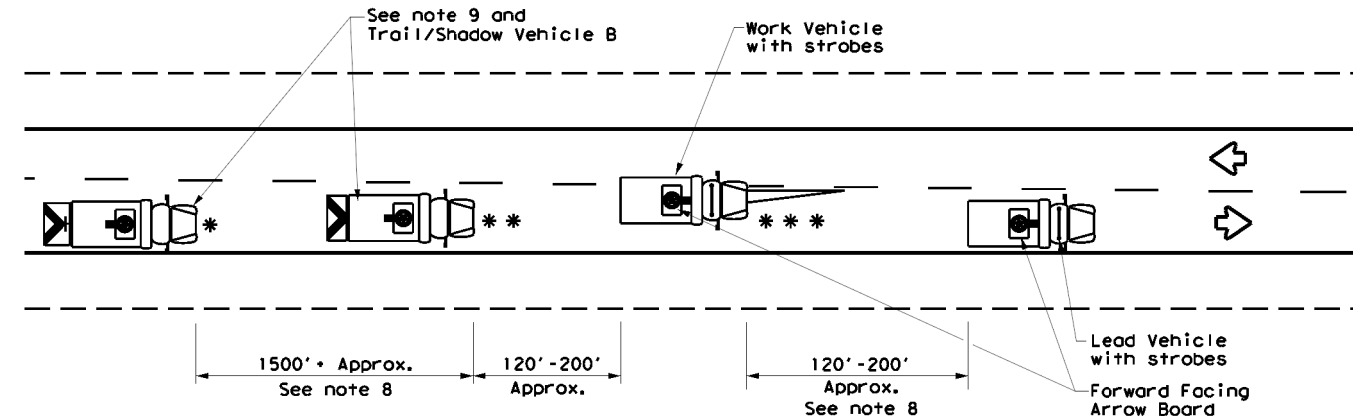 See note 9 and
Trail/Shadow Vehicle B
Work Vehicle
with strobes
*
* *
* * *
1500'+ Approx.
See note 8
120'-200'
Approx.
120'-200'
Approx.
See note 8
Lead Vehicle
with strobes
Forward Facing
Arrow Board